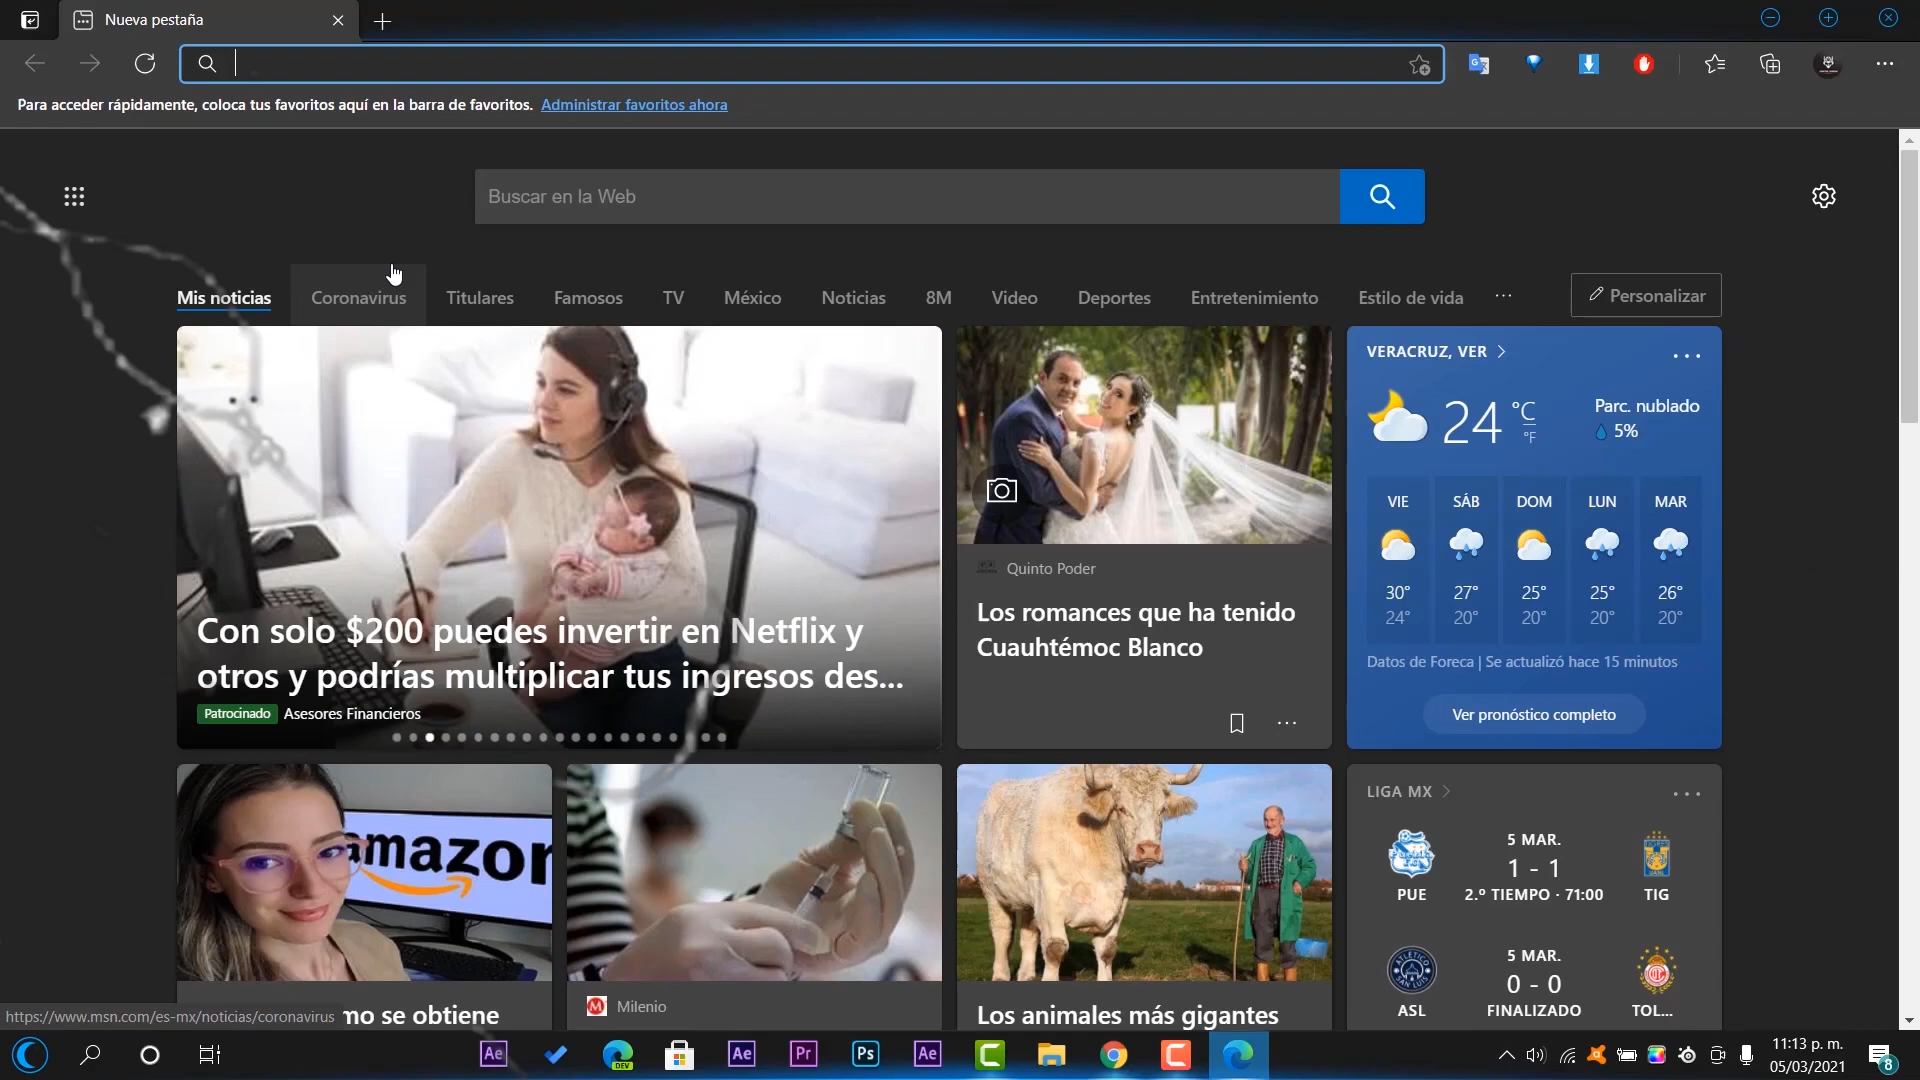 Nueva pestaña
Para acceder rápidamente, coloca tus favoritos aquí en la barra de favoritos. Administrar favoritos ahora
Buscar en la Web
Mis noticias Coronavirus Titulares Famosos TV México Noticias 8M Video Deportes Entretenimiento Estilo de vida ... Personalizar
Con solo $200 puedes invertir en Netflix y
otros y podrías multiplicar tus ingresos des...
Patrocinado Asesores Financieros
Quinto Poder
Los romances que ha tenido
Cuauhtémoc Blanco
VERACRUZ, VER
24 °C
°F
Parc. nublado
5%
VIE SÁB DOM LUN MAR
30° 27° 25° 25° 26°
24° 20° 20° 20° 20°
Datos de Foreca | Se actualizó hace 15 minutos
Ver pronóstico completo
amazon
mo se obtiene
Milenio
Los animales más gigantes
LIGA MX
5 MAR.
1 - 1
PUE 2.º TIEMPO · 71:00 TIG
5 MAR.
0 - 0
ASL FINALIZADO TOL...
https://www.msn.com/es-mx/noticias/coronavirus
Ae DEV Ae Pr Ps Ae
11:13 p. m.
05/03/2021
8